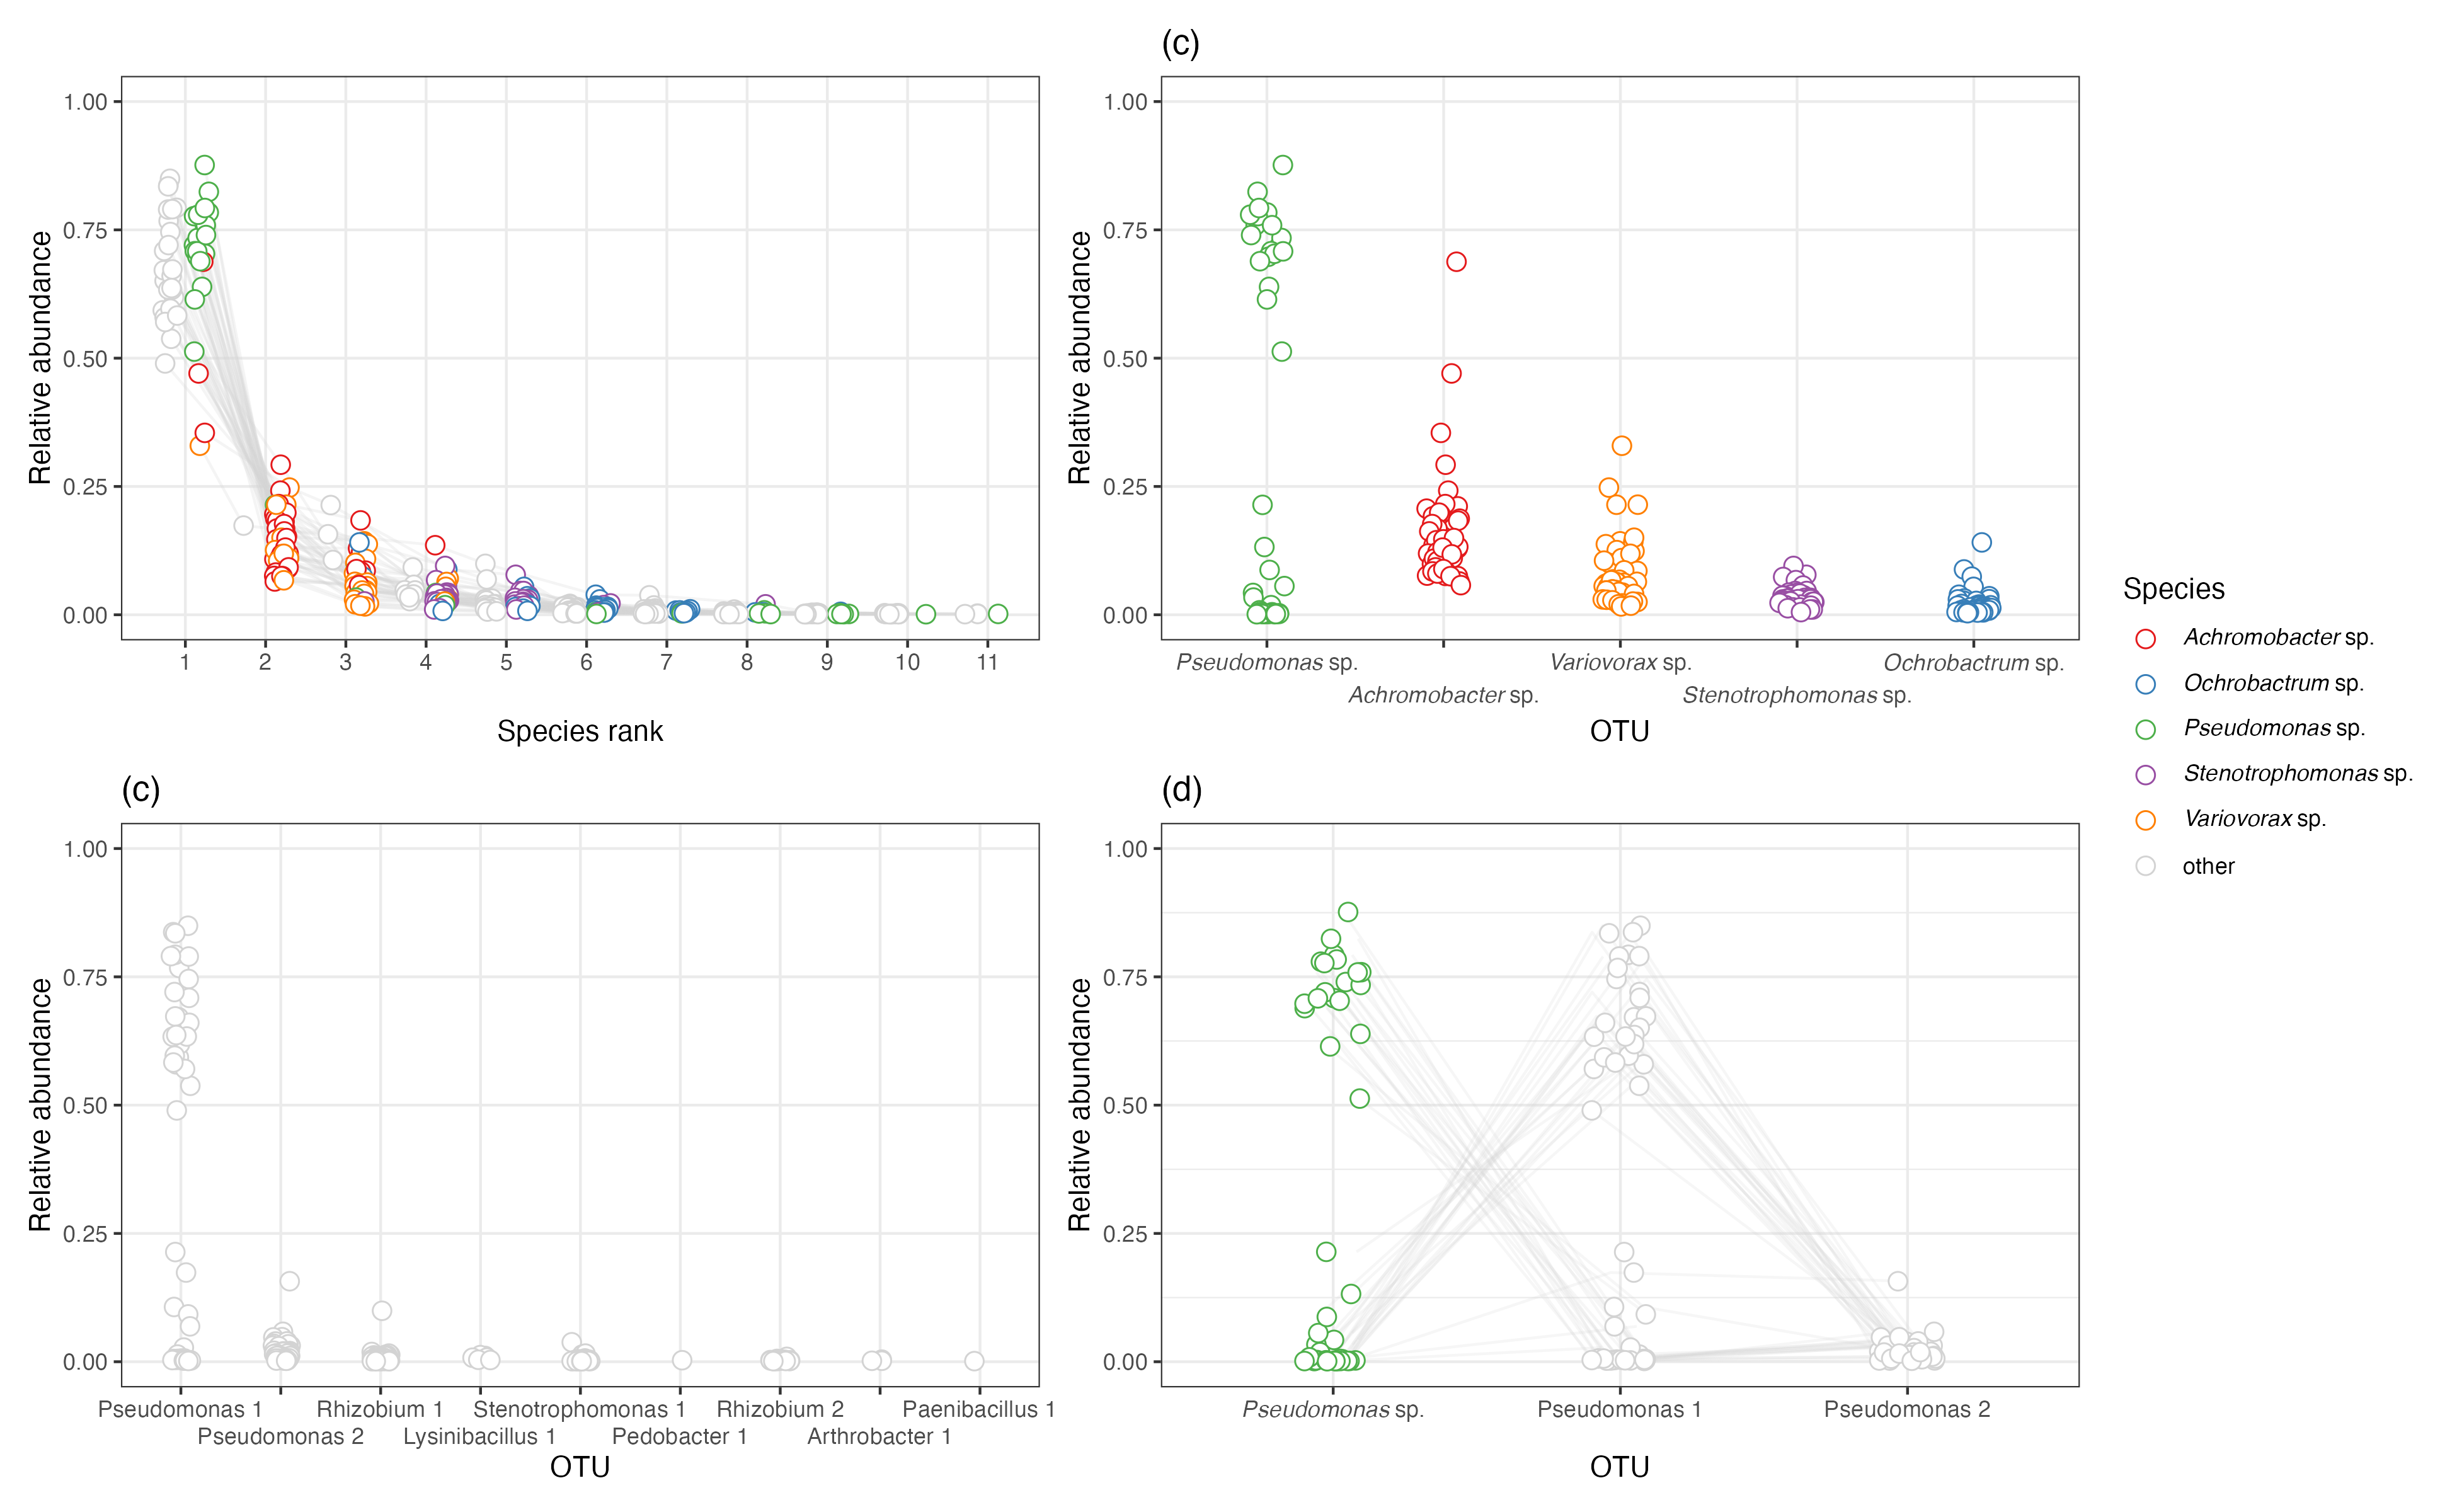 1.00
0.75
0.50
0.25
0.00
Relative abundance
1 2 3 4 5 6 7 8 9 10 11
Species rank
(c)
1.00
0.75
0.50
0.25
0.00
Relative abundance
Pseudomonas sp. Variovorax sp. Ochrobactrum sp.
Achromobacter sp. Stenotrophomonas sp.
OTU
(c)
1.00
0.75
0.50
0.25
0.00
Relative abundance
Pseudomonas 1 Rhizobium 1 Stenotrophomonas 1 Rhizobium 2 Paenibacillus 1
Pseudomonas 2 Lysinibacillus 1 Pedobacter 1 Arthrobacter 1
OTU
(d)
1.00
0.75
0.50
0.25
0.00
Relative abundance
Pseudomonas sp. Pseudomonas 1 Pseudomonas 2
OTU
Species
Achromobacter sp.
Ochrobactrum sp.
Pseudomonas sp.
Stenotrophomonas sp.
Variovorax sp.
other